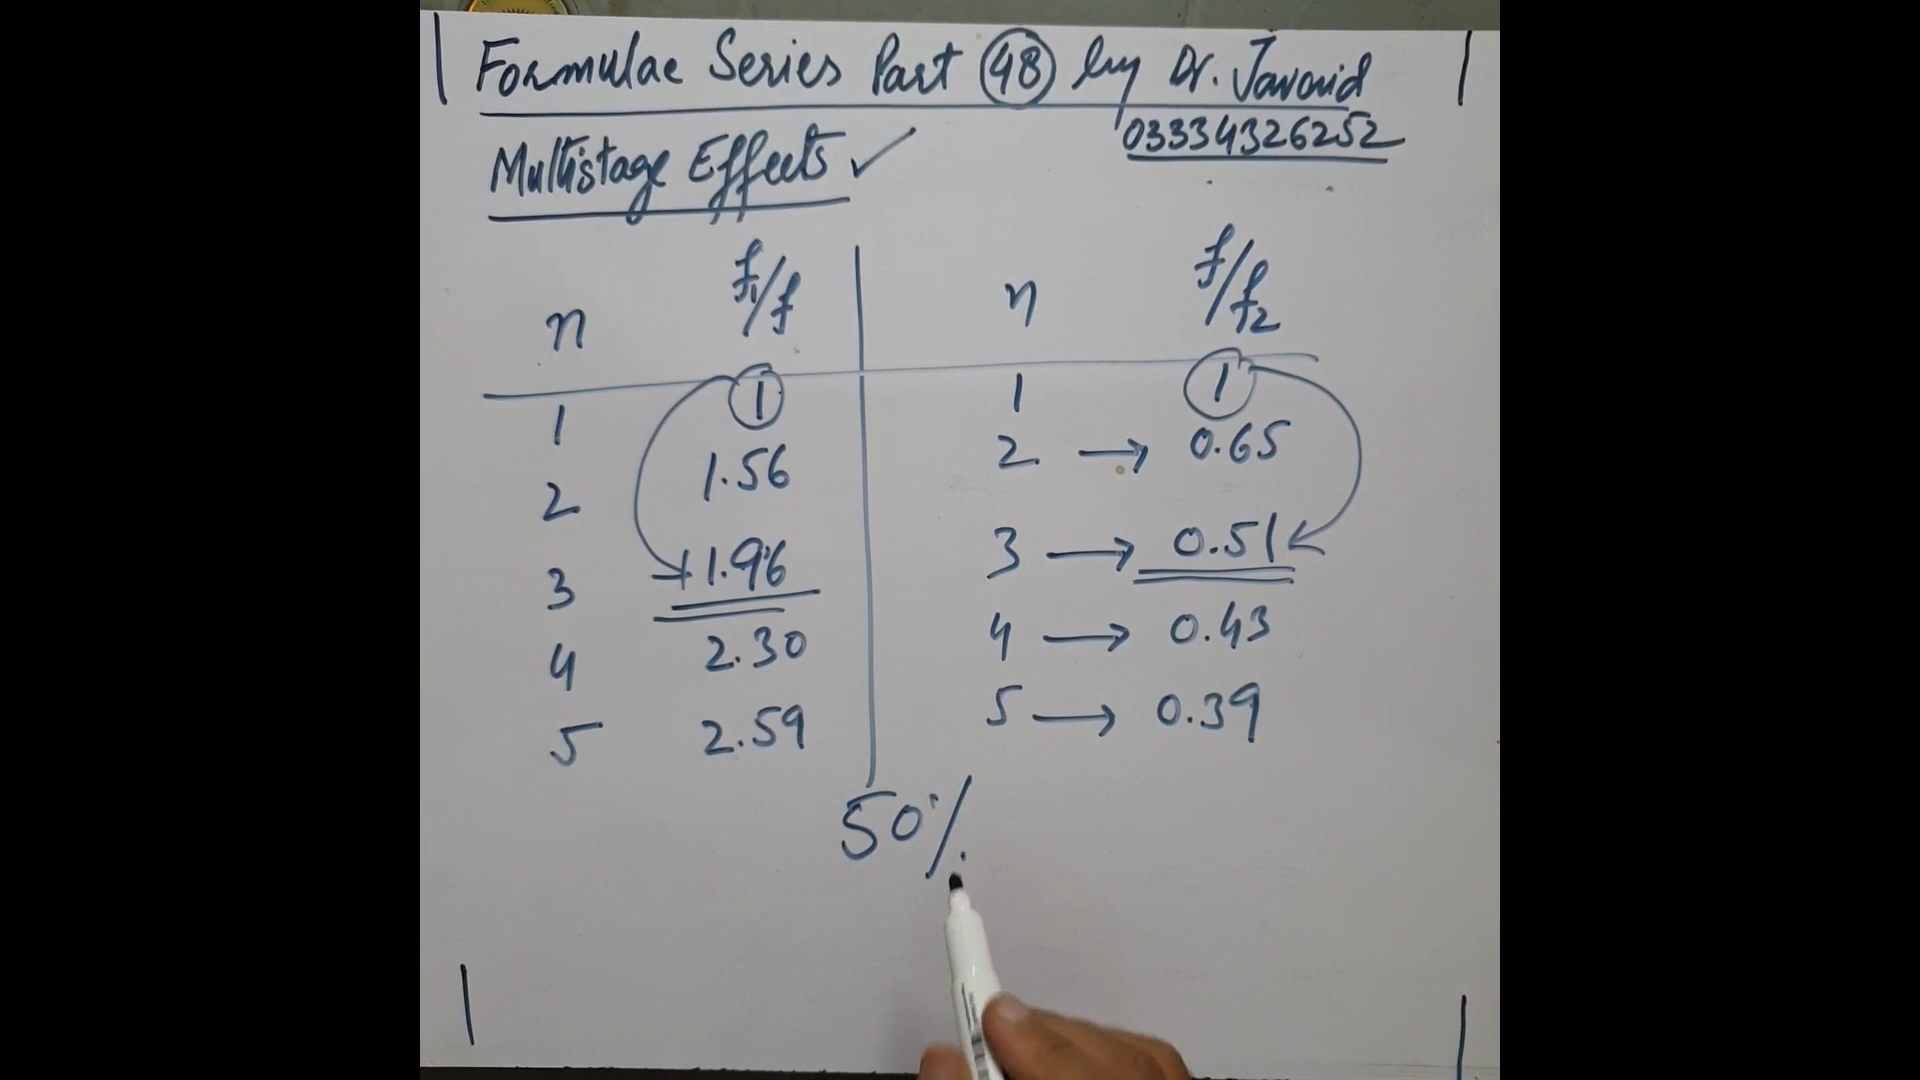 Formulae Series Part 48 by Dr. Javaid
03334326252
Multistage Effects ✓
n f1/f n f/f2
1 1 1 1
2 1.56 2 → 0.65
3 1.96 3 → 0.51
4 2.30 4 → 0.43
5 2.59 5 → 0.39
50%